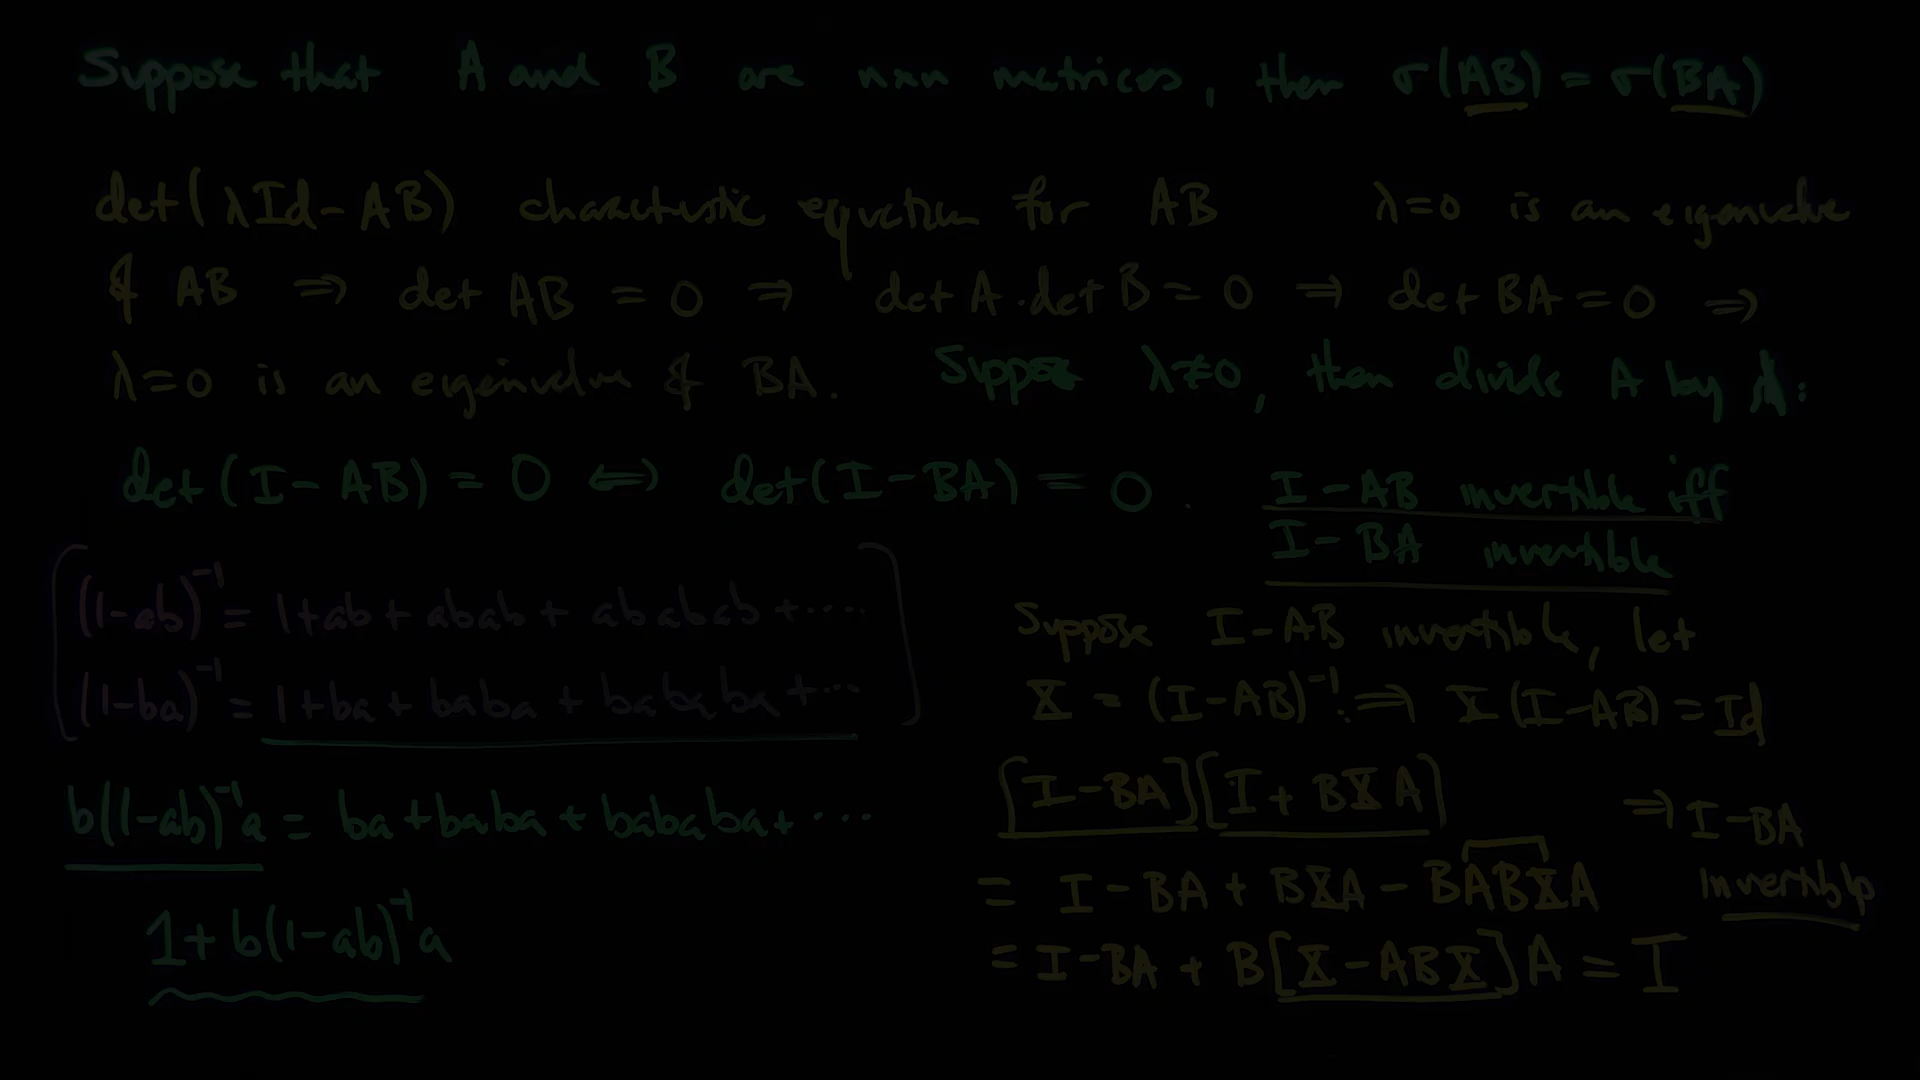 Suppose that A and B are nxn matrices, then σ(AB) = σ(BA)
det(λId-AB) characteristic equation for AB λ=0 is an eigenvalue
of AB ⇒ det AB = 0 ⇒ det A·det B = 0 ⇒ det BA = 0 ⇒
λ=0 is an eigenvalue of BA. Suppose λ≠0, then divide A by λ:
det(I-AB) = 0 ⇔ det(I-BA) = 0. I-AB invertible iff
I-BA invertible
(1-ab)⁻¹ = 1+ab+abab+ababab+....
(1-ba)⁻¹ = 1+ba+baba+bababa+...
b(1-ab)⁻¹a = ba+baba+bababa+...
1+b(1-ab)⁻¹a
Suppose I-AB invertible, let
X = (I-AB)⁻¹ ⇒ X(I-AB) = Id
[I-BA][I+BXA] ⇒ I-BA
= I-BA+BXA-BABXA invertible
= I-BA+B[X-ABX]A = I